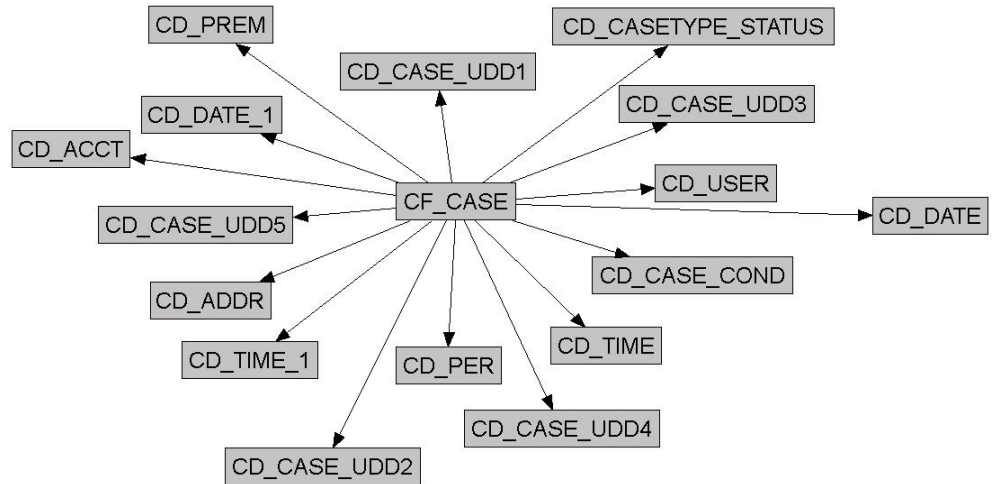 CD_PREM
CD_CASETYPE_STATUS
CD_CASE_UDD1
CD_CASE_UDD3
CD_DATE_1
CD_ACCT
CD_USER
CF_CASE
CD_DATE
CD_CASE_UDD5
CD_CASE_COND
CD_ADDR
CD_TIME
CD_TIME_1
CD_PER
CD_CASE_UDD4
CD_CASE_UDD2